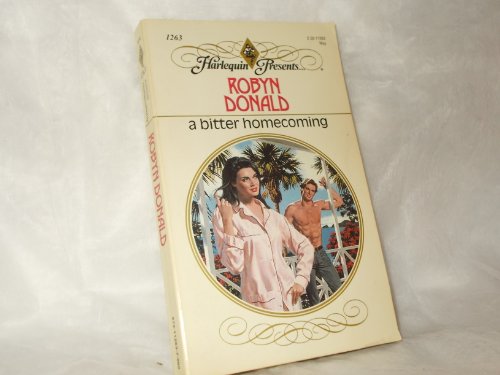 1263
Harlequin Presents
ROBYN
DONALD
a bitter homecoming
ROBYN DONALD